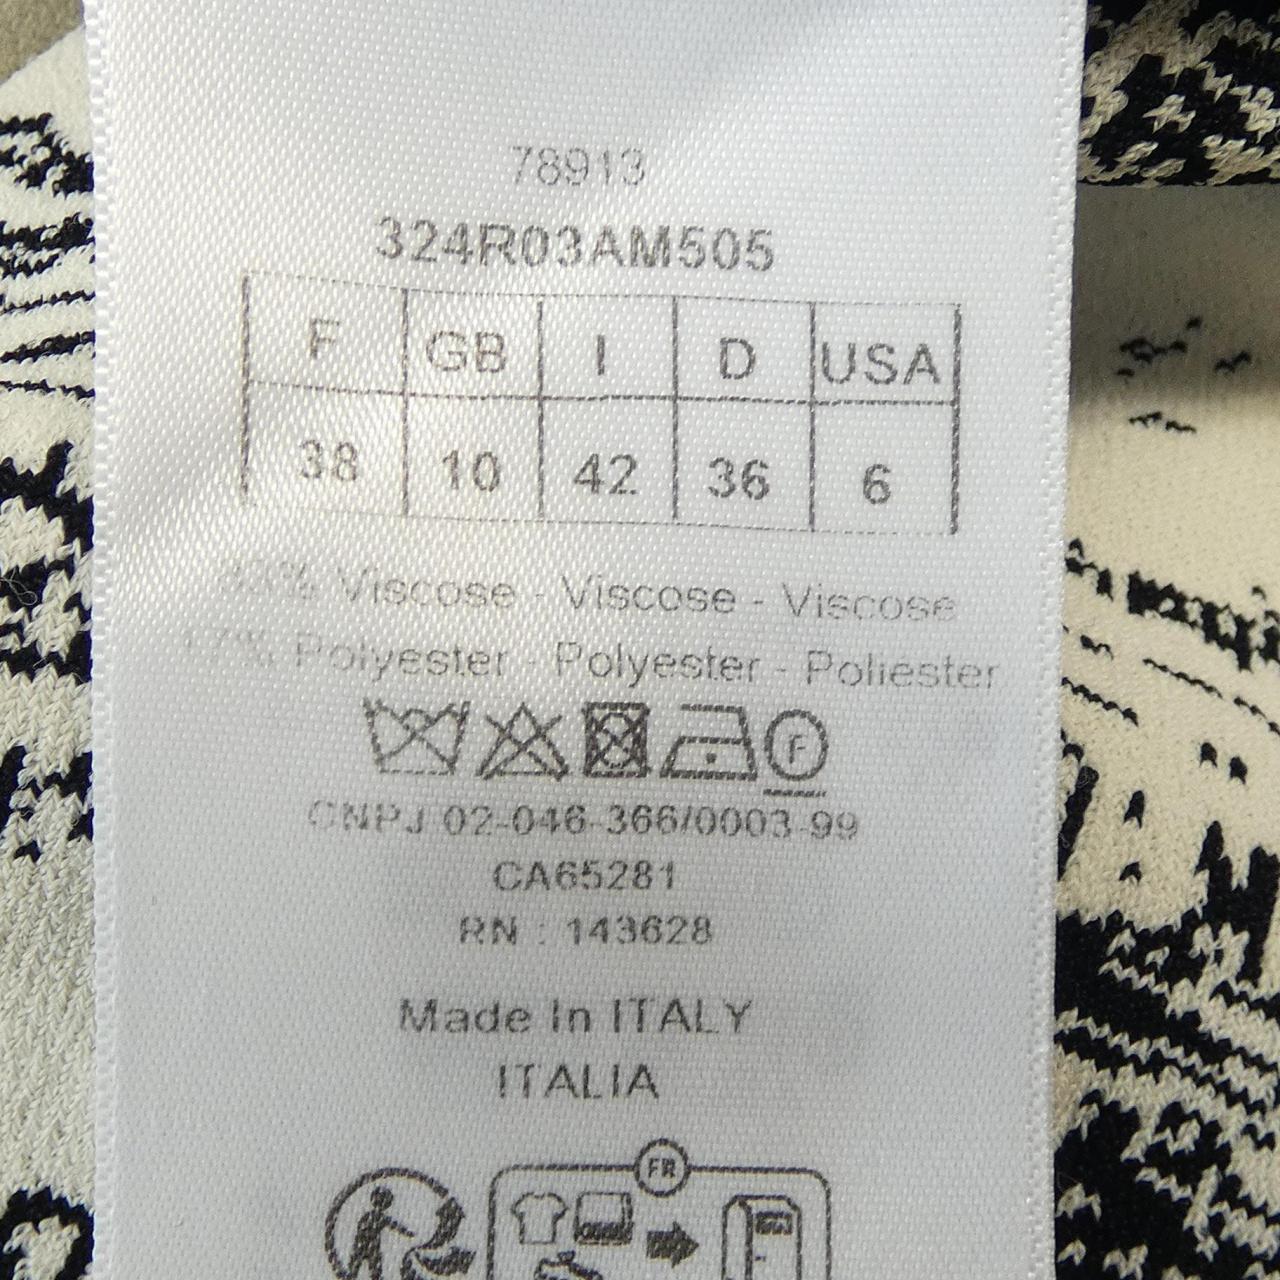 78913
324R03AM505
F GB I D USA
38 10 42 36 6
Viscose - Viscose - Viscose
17% Polyester - Polyester - Poliester
F
CNPJ 02-046-366/0003-99
CA65281
RN : 143628
Made In ITALY
ITALIA
FR